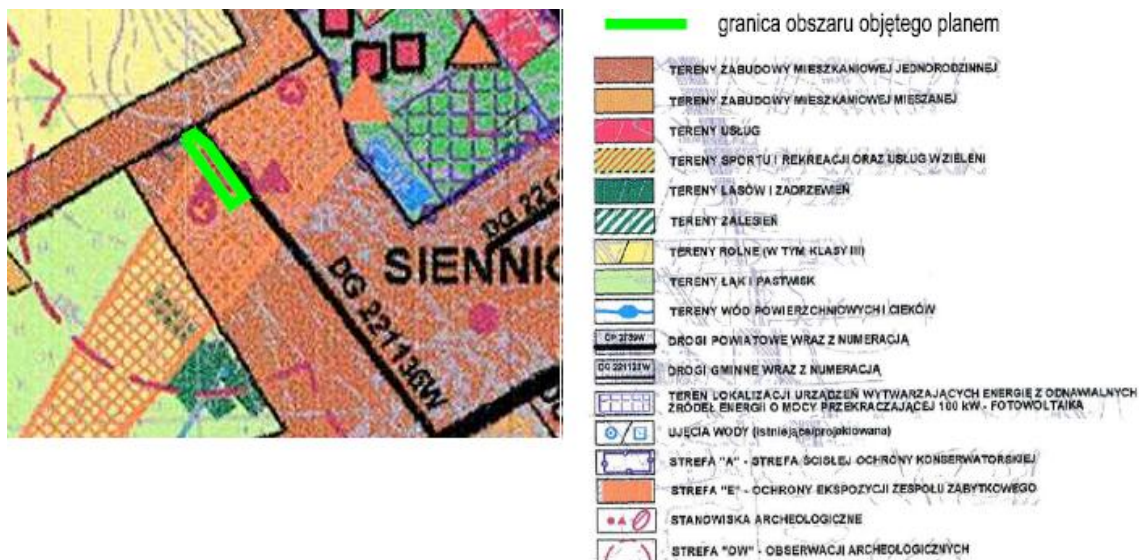 SIENNIC
DG 221136W
DG 221
granica obszaru objętego planem
TERENY ZABUDOWY MIESZKANIOWEJ JEDNORODZINNEJ
TERENY ZABUDOWY MIESZKANIOWEJ MIESZANEJ
TERENY USŁUG
TERENY SPORTU I REKREACJI ORAZ USŁUG W ZIELENI
TERENY LASÓW I ZADRZEWIEŃ
TERENY ZALESIEŃ
TERENY ROLNE (W TYM KLASY III)
TERENY ŁĄK I PASTWISK
TERENY WÓD POWIERZCHNIOWYCH I CIEKÓW
DROGI POWIATOWE WRAZ Z NUMERACJĄ
DROGI GMINNE WRAZ Z NUMERACJĄ
TEREN LOKALIZACJI URZĄDZEŃ WYTWARZAJĄCYCH ENERGIĘ Z ODNAWIALNYCH
ŹRÓDEŁ ENERGII O MOCY PRZEKRACZAJĄCEJ 100 kW - FOTOWOLTAIKA
UJĘCIA WODY (istniejące/projektowana)
STREFA "A" - STREFA ŚCISŁEJ OCHRONY KONSERWATORSKIEJ
STREFA "E" - OCHRONY EKSPOZYCJI ZESPOŁU ZABYTKOWEGO
STANOWISKA ARCHEOLOGICZNE
STREFA "OW" - OBSERWACJI ARCHEOLOGICZNYCH